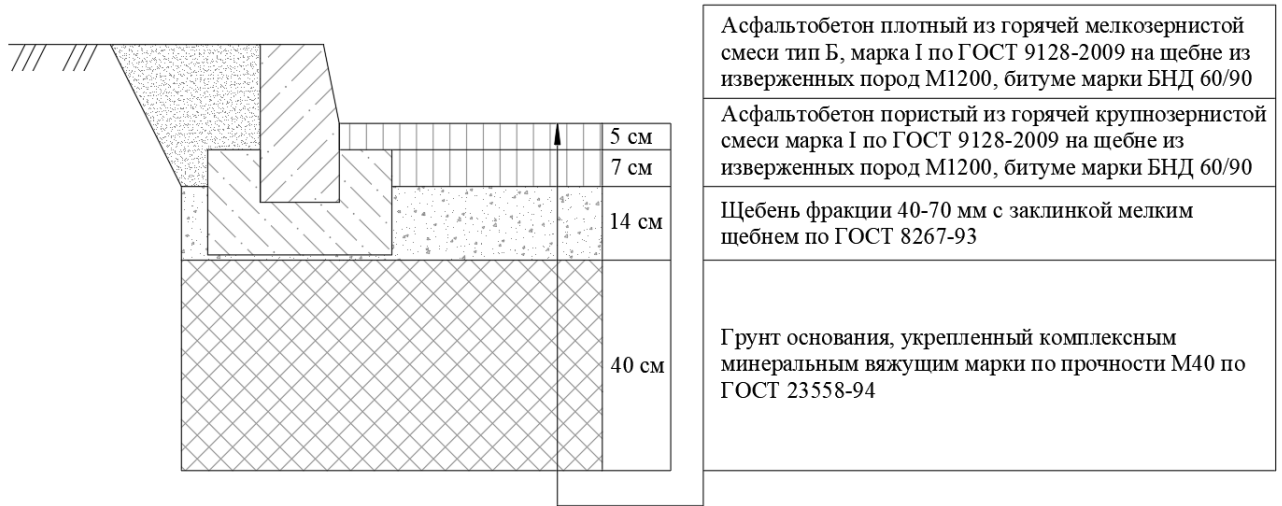 Асфальтобетон плотный из горячей мелкозернистой
смеси тип Б, марка I по ГОСТ 9128-2009 на щебне из
изверженных пород М1200, битуме марки БНД 60/90
5 см
Асфальтобетон пористый из горячей крупнозернистой
смеси марка I по ГОСТ 9128-2009 на щебне из
изверженных пород М1200, битуме марки БНД 60/90
7 см
Щебень фракции 40-70 мм с заклинкой мелким
щебнем по ГОСТ 8267-93
14 см
Грунт основания, укрепленный комплексным
минеральным вяжущим марки по прочности М40 по
ГОСТ 23558-94
40 см